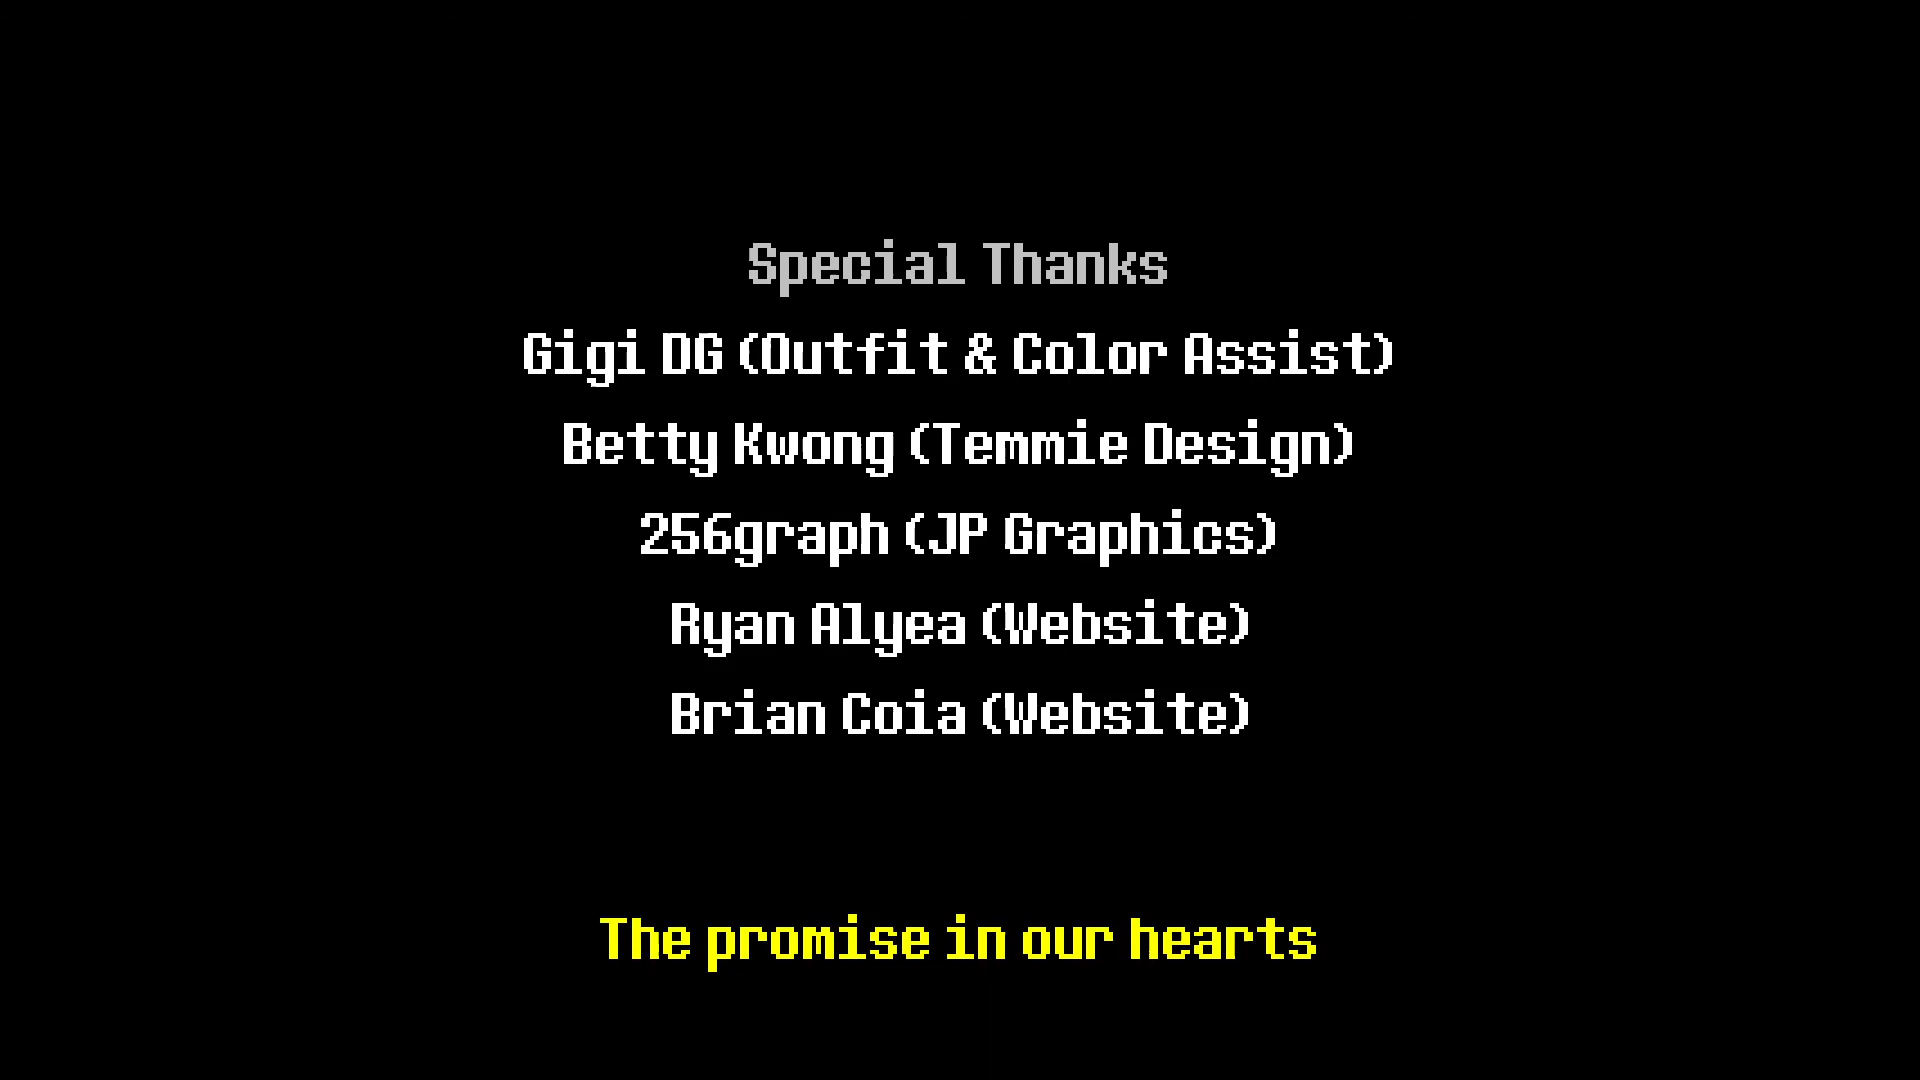 Special Thanks
Gigi DG (Outfit & Color Assist)
Betty Kwong (Temmie Design)
256graph (JP Graphics)
Ryan Alyea (Website)
Brian Coia (Website)
The promise in our hearts